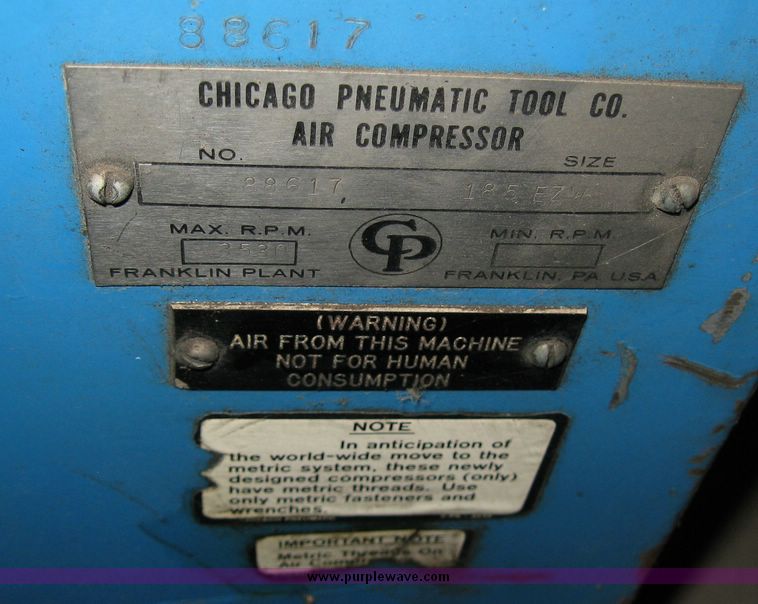 88617
CHICAGO PNEUMATIC TOOL CO.
AIR COMPRESSOR
NO. SIZE
88617 185
MAX. R.P.M. CP MIN. R.P.M.
FRANKLIN PLANT FRANKLIN, PA U.S.A.
(WARNING)
AIR FROM THIS MACHINE
NOT FOR HUMAN
CONSUMPTION
NOTE
In anticipation of
the world-wide move to the
metric system, these newly
designed compressors (only)
have metric threads. Use
only metric fasteners and
wrenches.
IMPORTANT NOTE
Metric Threads On
Air
www.purplewave.com